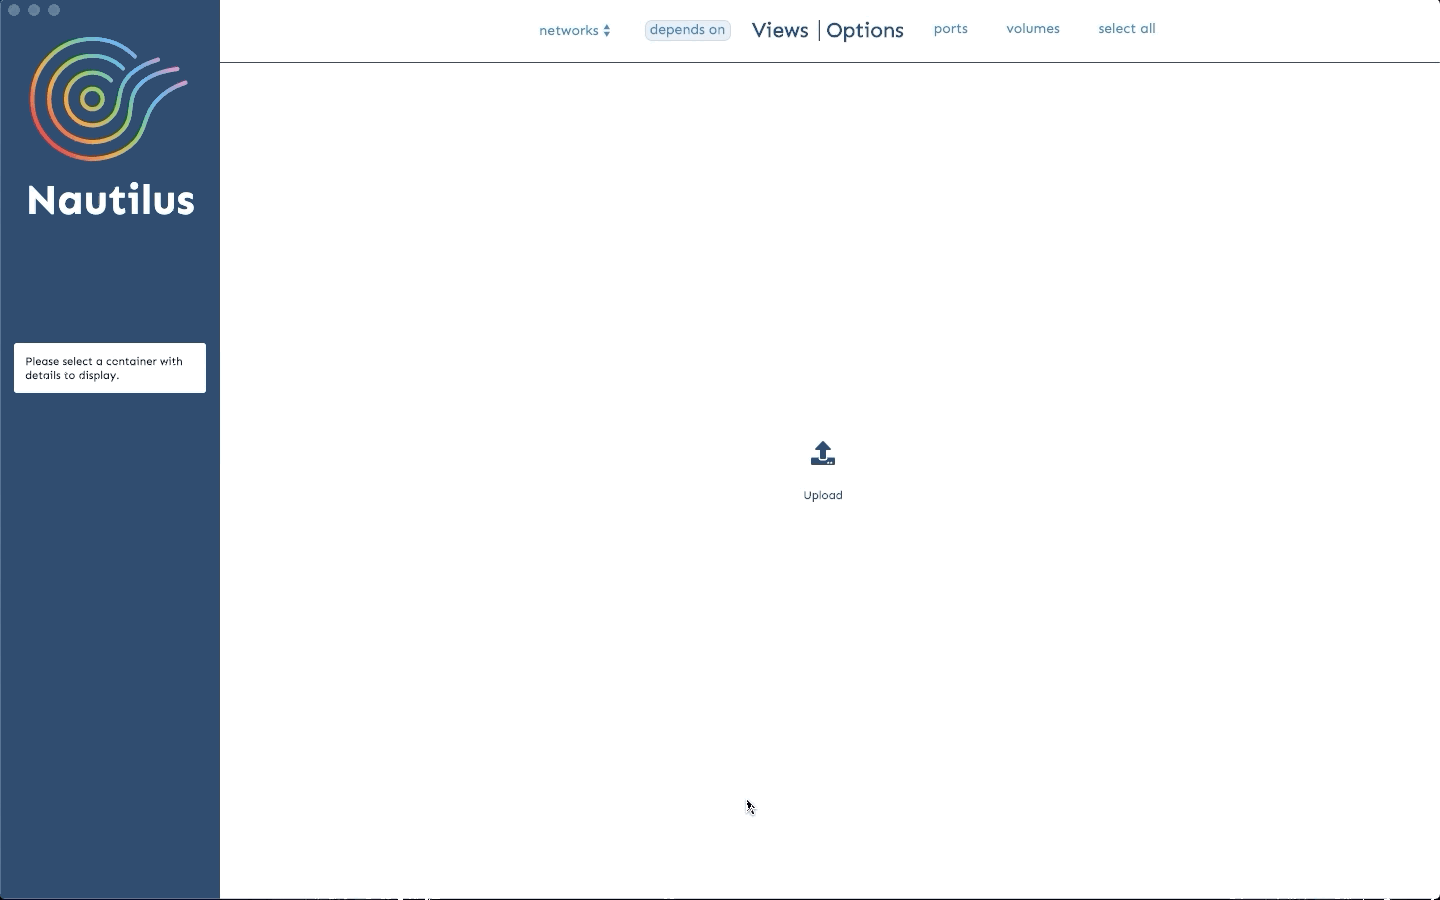 networks
depends on
Views | Options
ports
volumes
select all
Nautilus
Please select a container with
details to display.
Upload